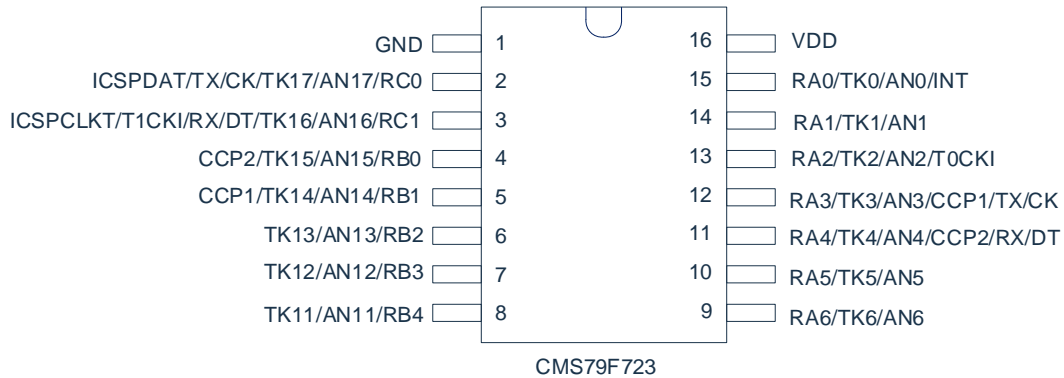 GND 1 16 VDD
ICSPDAT/TX/CK/TK17/AN17/RC0 2 15 RA0/TK0/AN0/INT
ICSPCLKT/T1CKI/RX/DT/TK16/AN16/RC1 3 14 RA1/TK1/AN1
CCP2/TK15/AN15/RB0 4 13 RA2/TK2/AN2/T0CKI
CCP1/TK14/AN14/RB1 5 12 RA3/TK3/AN3/CCP1/TX/CK
TK13/AN13/RB2 6 11 RA4/TK4/AN4/CCP2/RX/DT
TK12/AN12/RB3 7 10 RA5/TK5/AN5
TK11/AN11/RB4 8 9 RA6/TK6/AN6
CMS79F723